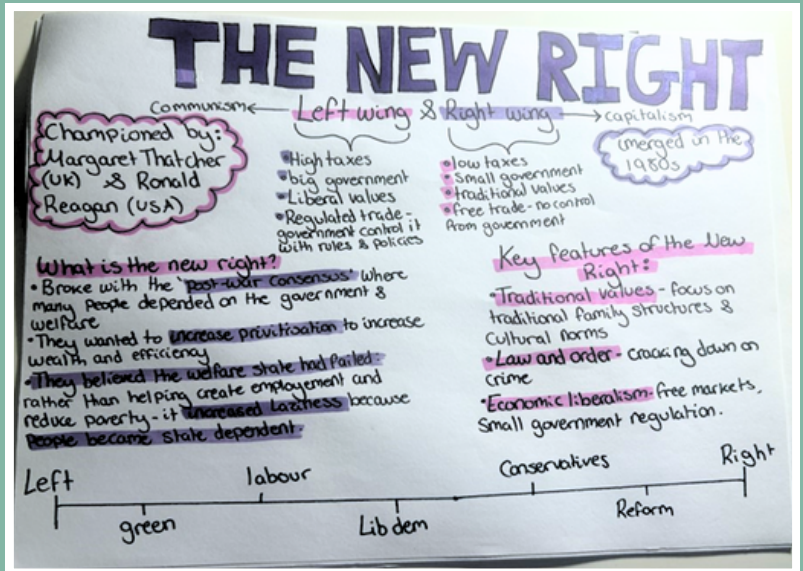 THE NEW RIGHT
Communism ← Left wing & Right wing → capitalism
Championed by:
Margaret Thatcher
(UK) & Ronald
Reagan (USA)
•High taxes
•big government
•Liberal values
•Regulated trade -
government control it
with rules & policies
•low taxes
•Small government
•traditional values
•free trade - no control
from government
emerged in the
1980s
What is the new right?
•Broke with the 'post-war consensus' where
many people depended on the government &
welfare
•They wanted to increase privitisation to increase
wealth and efficiency
•They believed the welfare state had failed:
rather than helping create employement and
reduce poverty - it increased laziness because
people became state dependent.
Key features of the New
Right:
•Traditional values - focus on
traditional family structures &
cultural norms
•Law and order - cracking down on
crime
•Economic liberalism- free markets,
small government regulation.
Left
labour
Conservatives
Right
green
Lib dem
Reform